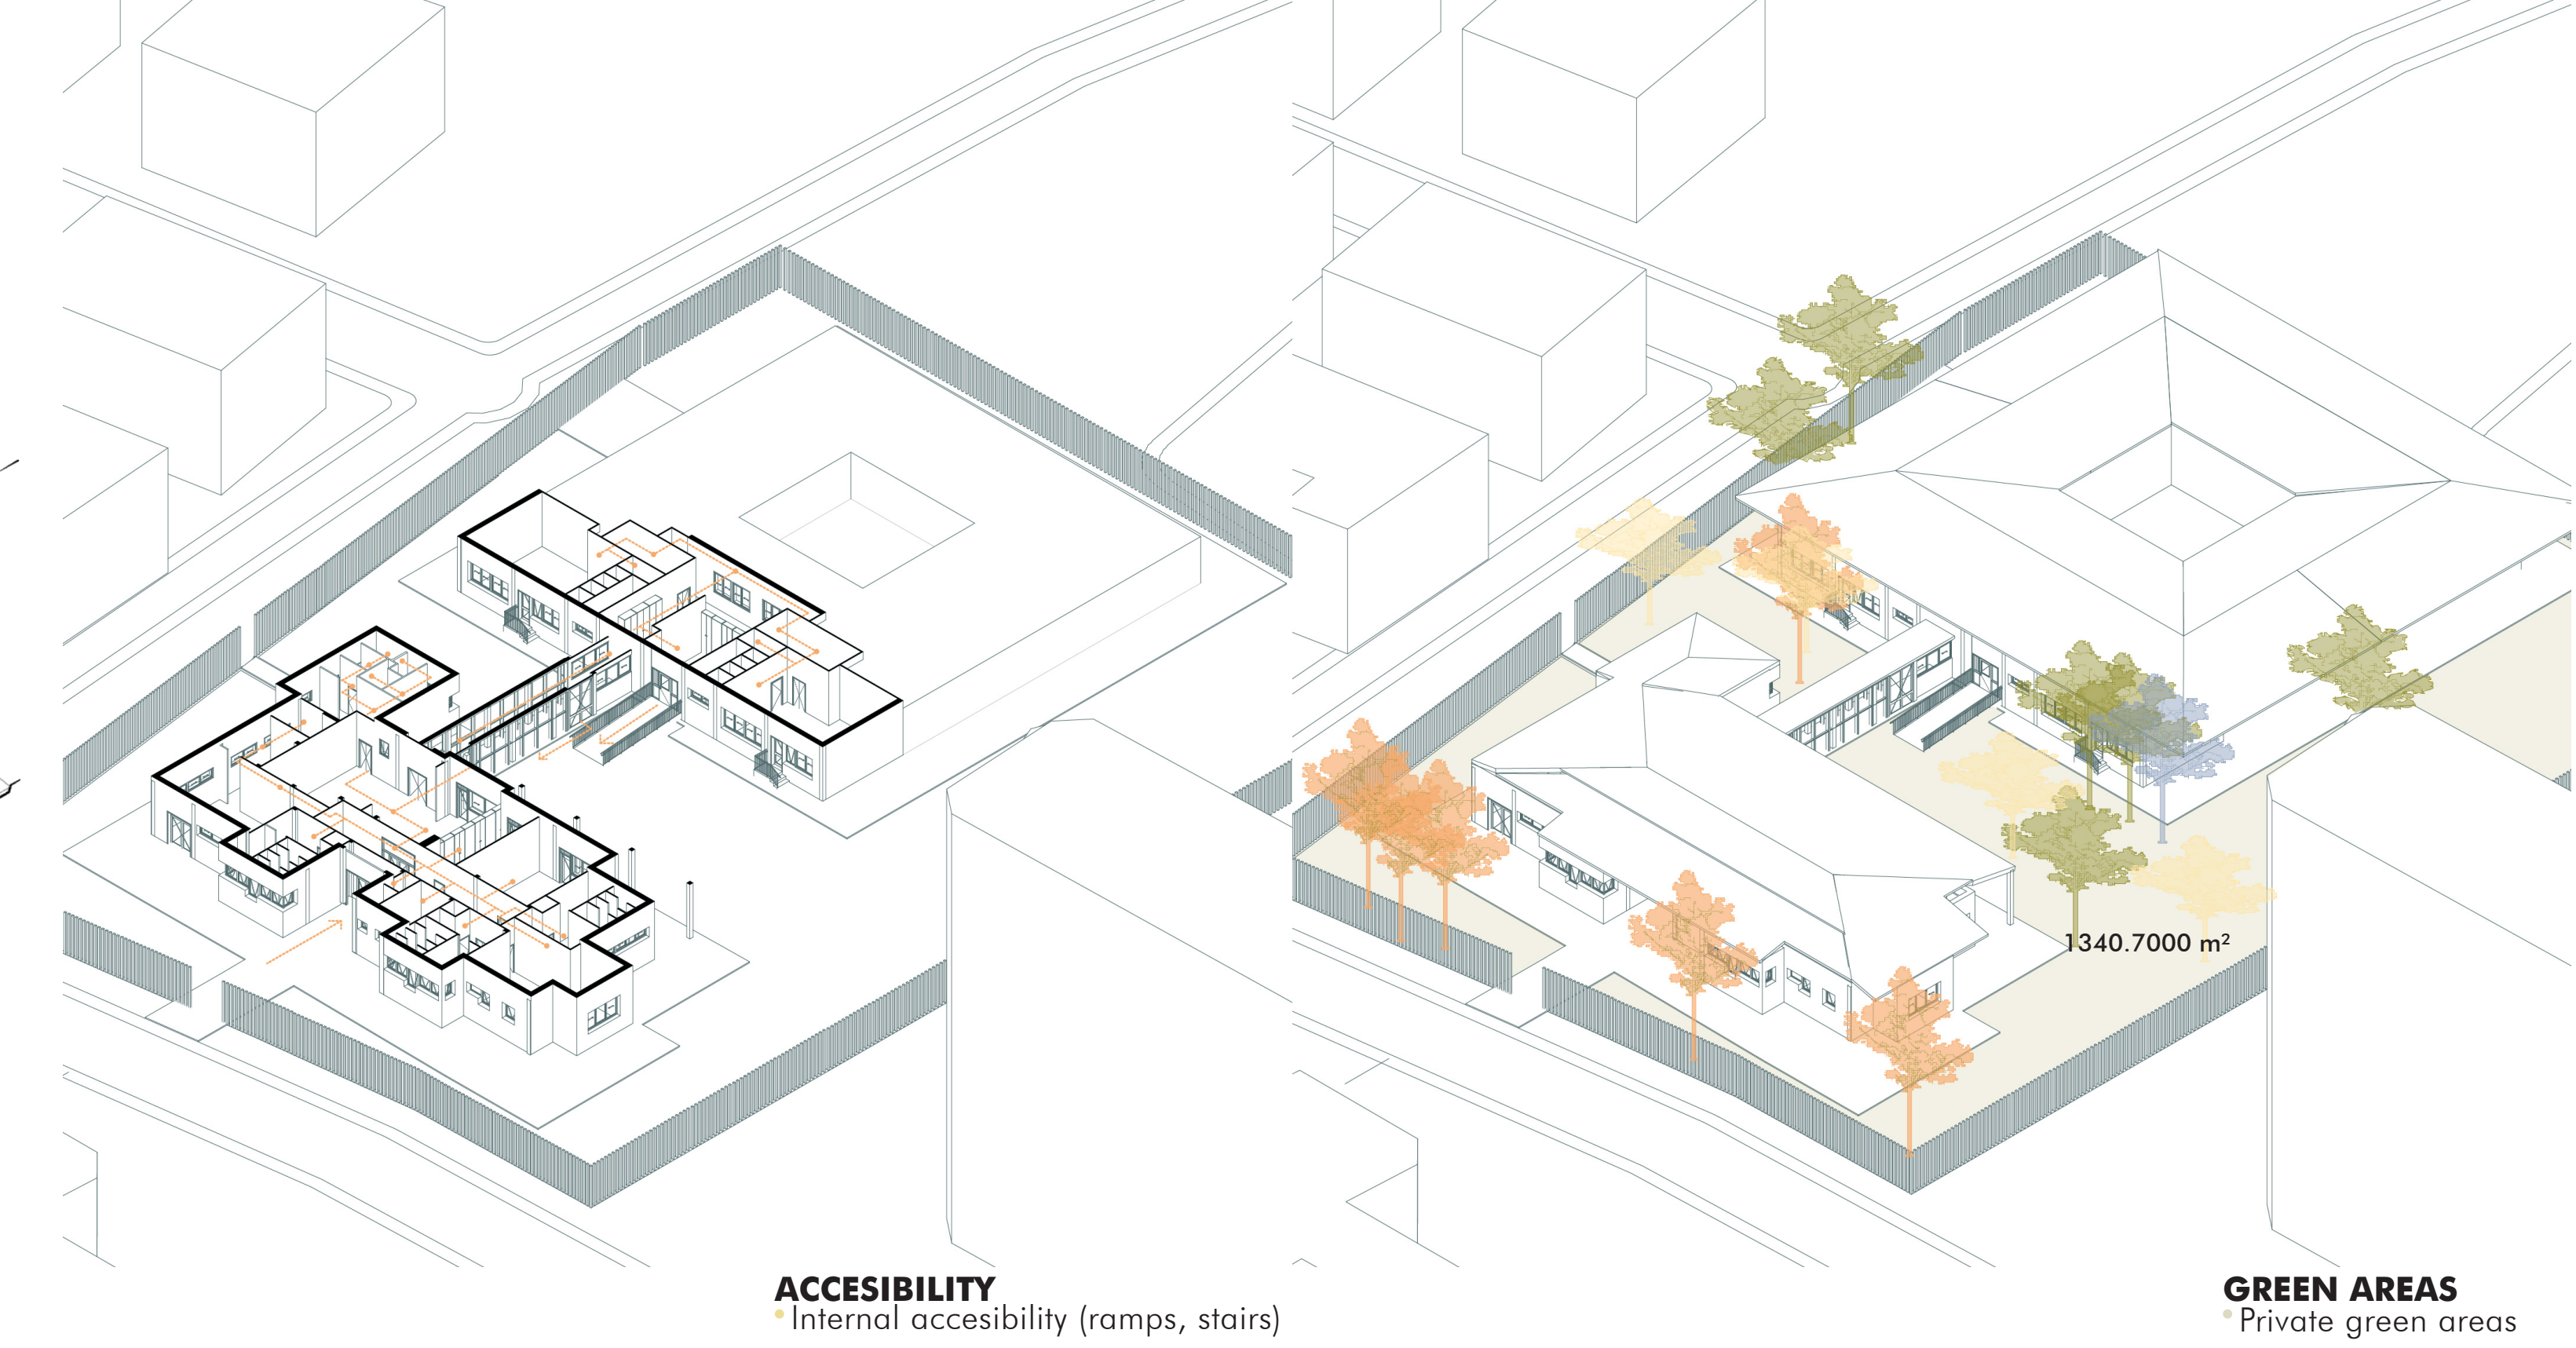 1340.7000 m²
ACCESIBILITY
Internal accesibility (ramps, stairs)
GREEN AREAS
Private green areas